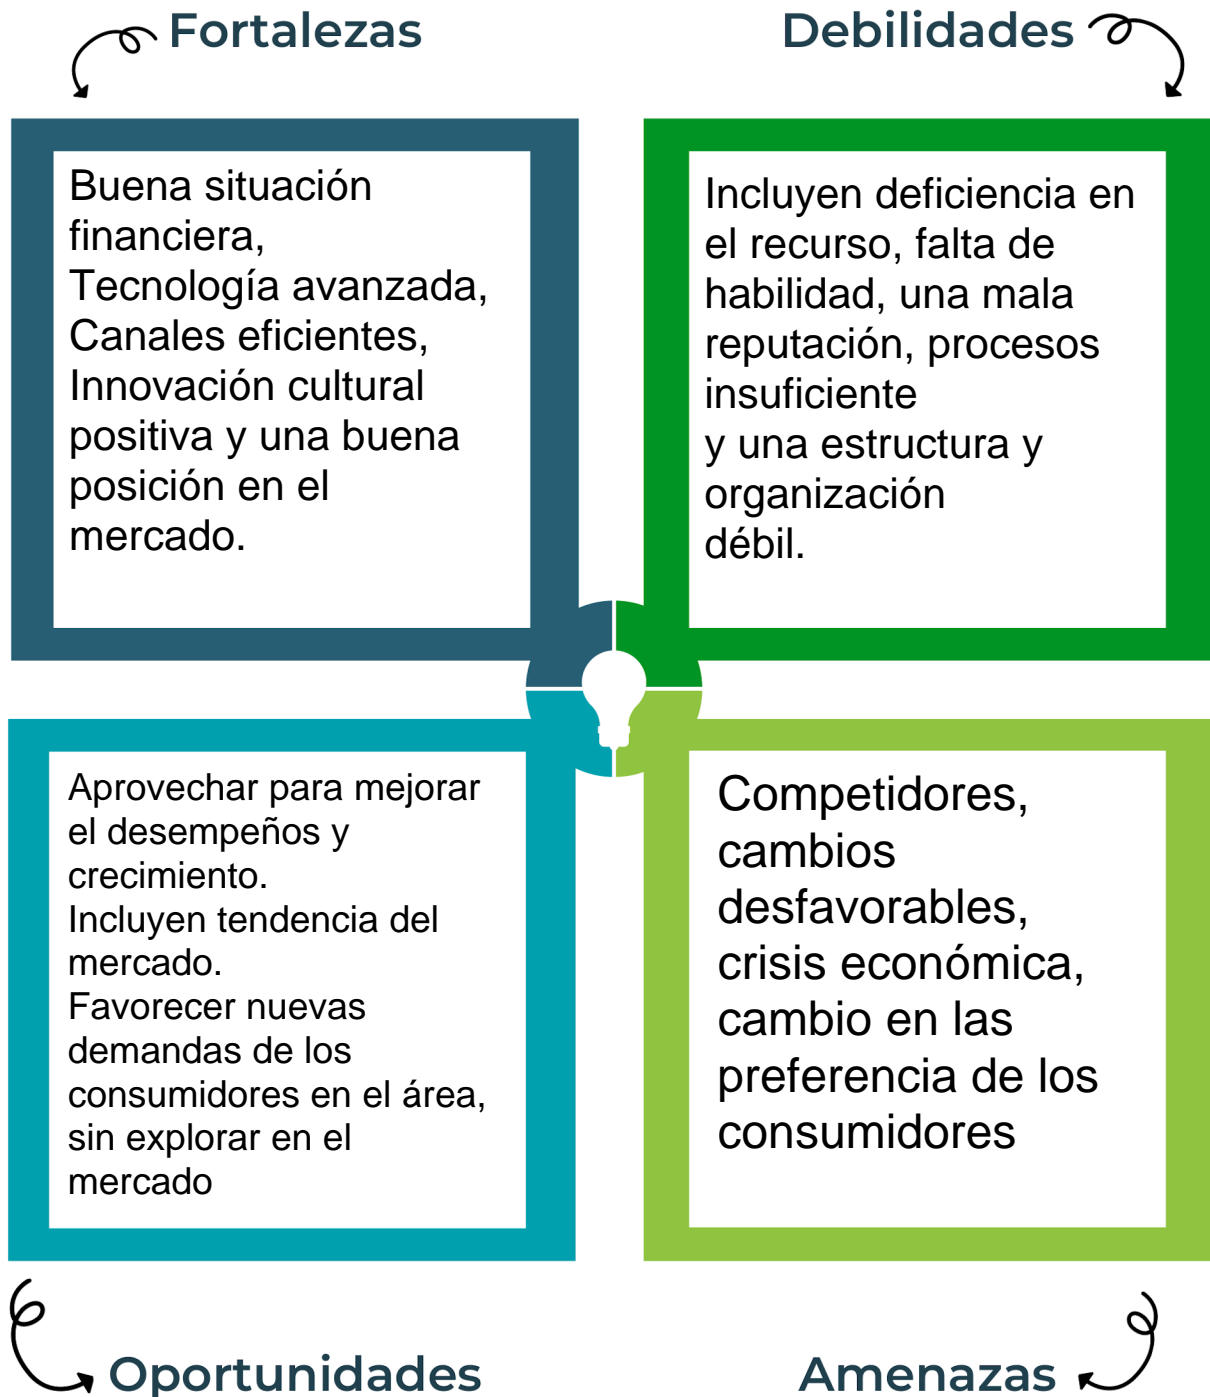 Fortalezas
Buena situación
financiera,
Tecnología avanzada,
Canales eficientes,
Innovación cultural
positiva y una buena
posición en el
mercado.
Debilidades
Incluyen deficiencia en
el recurso, falta de
habilidad, una mala
reputación, procesos
insuficiente
y una estructura y
organización
débil.
Aprovechar para mejorar
el desempeños y
crecimiento.
Incluyen tendencia del
mercado.
Favorecer nuevas
demandas de los
consumidores en el área,
sin explorar en el
mercado
Oportunidades
Competidores,
cambios
desfavorables,
crisis económica,
cambio en las
preferencia de los
consumidores
Amenazas